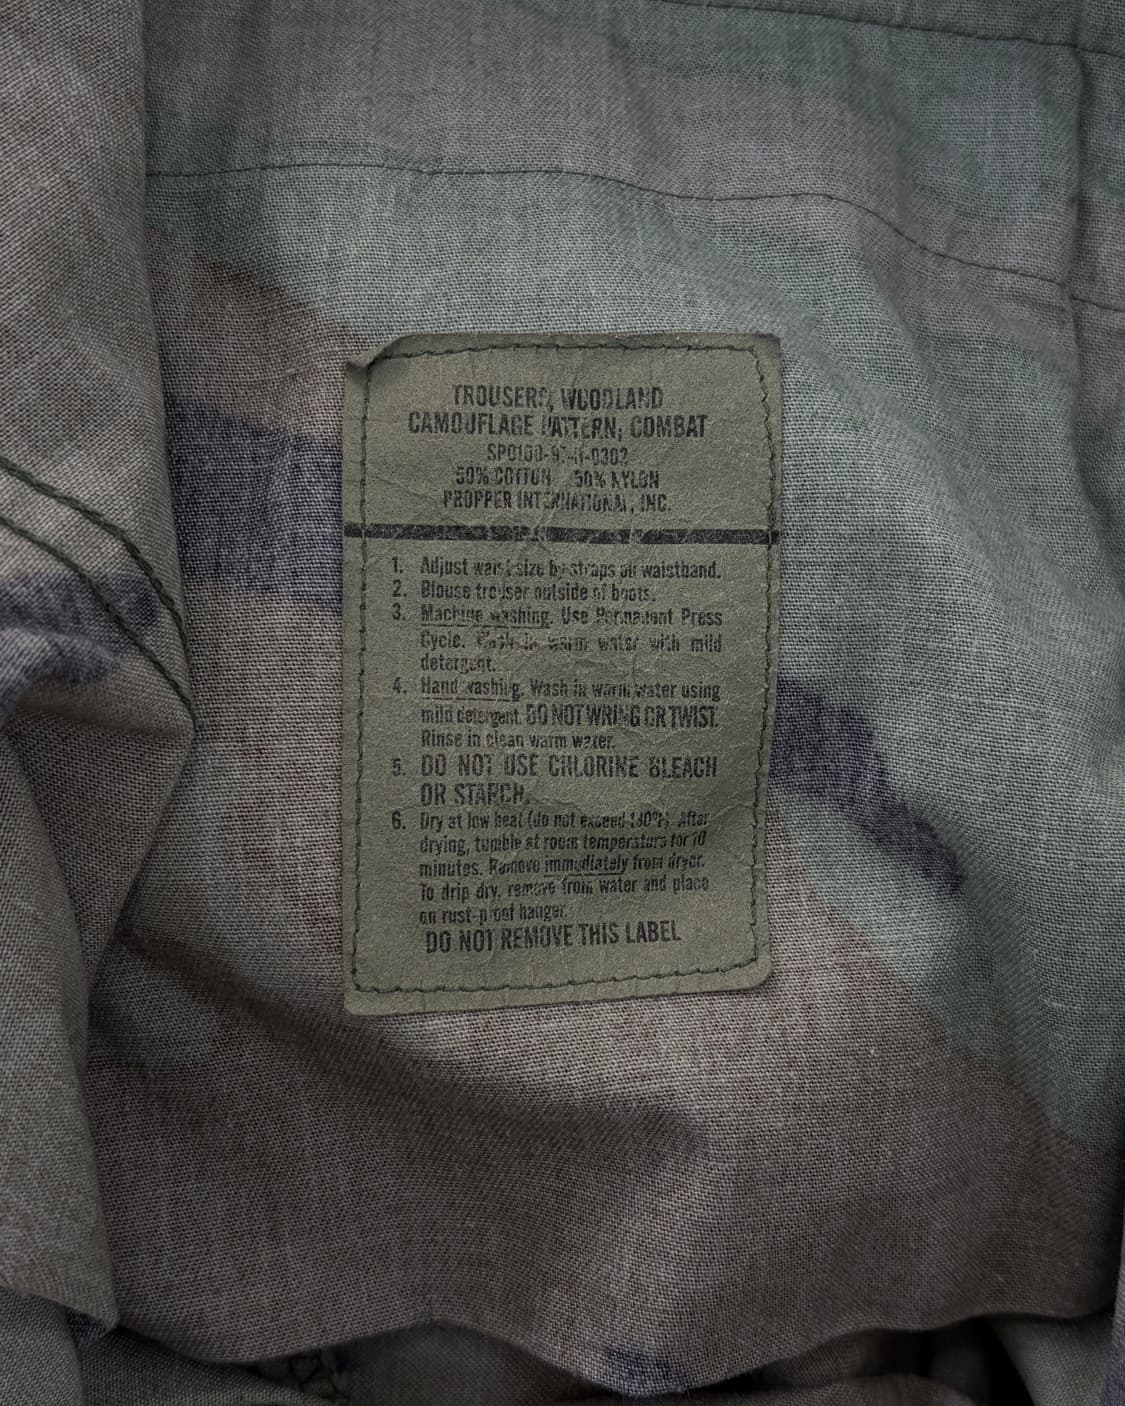 TROUSERS, WOODLAND
CAMOUFLAGE PATTERN, COMBAT
50% COTTON 50% NYLON
PROPPER INTERNATIONAL, INC.
1. Adjust waist size by straps on waistband.
2. Blouse trouser outside of boots.
3. Machine washing. Use Permanent Press
Cycle. Wash in warm water with mild
detergent.
4. Hand washing. Wash in warm water using
mild detergent. DO NOT WRING OR TWIST.
Rinse in clean warm water.
5. DO NOT USE CHLORINE BLEACH
OR STARCH.
6. Dry at low heat (do not exceed 130°F). After
drying, tumble at room temperature for 10
minutes. Remove immediately from dryer.
To drip dry, remove from water and place
on rust-proof hanger.
DO NOT REMOVE THIS LABEL